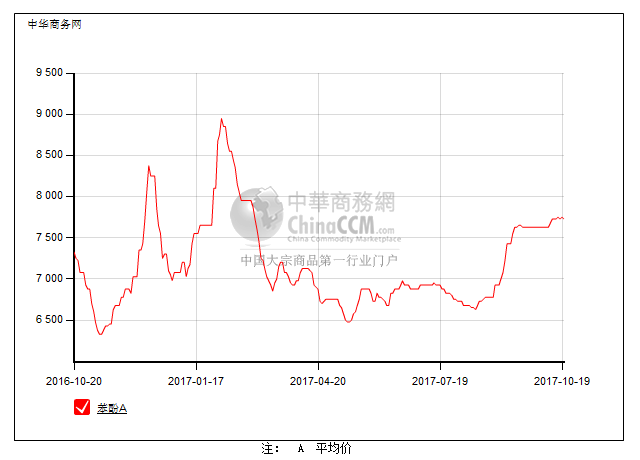 中华商务网
9 500
9 000
8 500
8 000
7 500
7 000
6 500
中華商務網
ChinaCCM.com
China Commodity Marketplace
中国大宗商品第一行业门户
2016-10-20
2017-01-17
2017-04-20
2017-07-19
2017-10-19
苯酚A
注: A 平均价